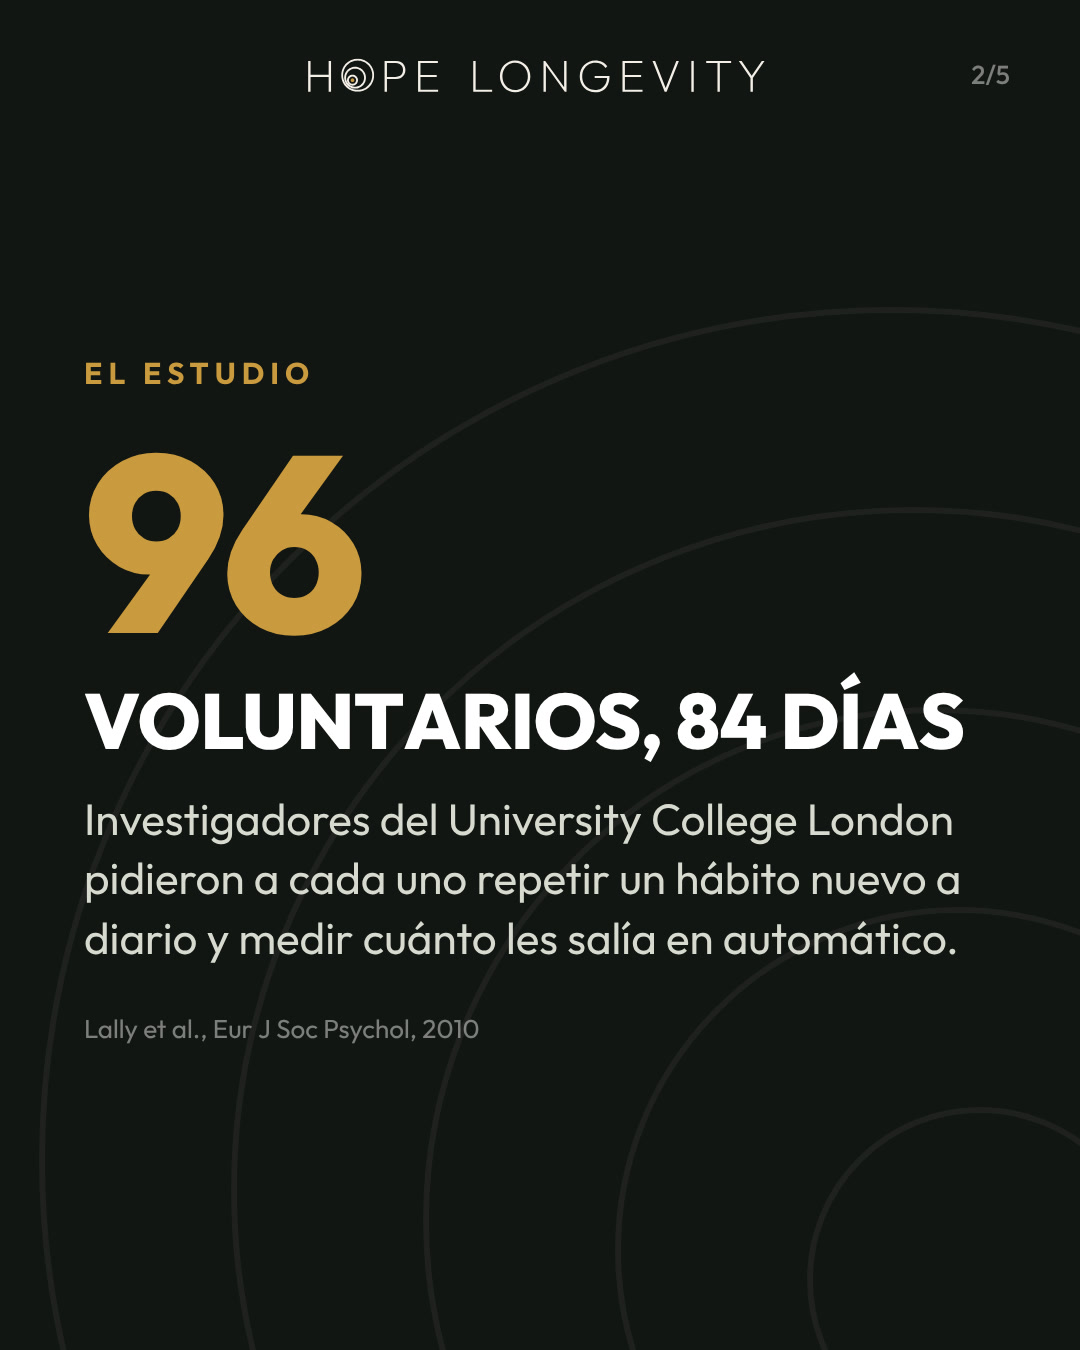 HOPE LONGEVITY
2/5
EL ESTUDIO
96
VOLUNTARIOS, 84 DÍAS
Investigadores del University College London
pidieron a cada uno repetir un hábito nuevo a
diario y medir cuánto les salía en automático.
Lally et al., Eur J Soc Psychol, 2010